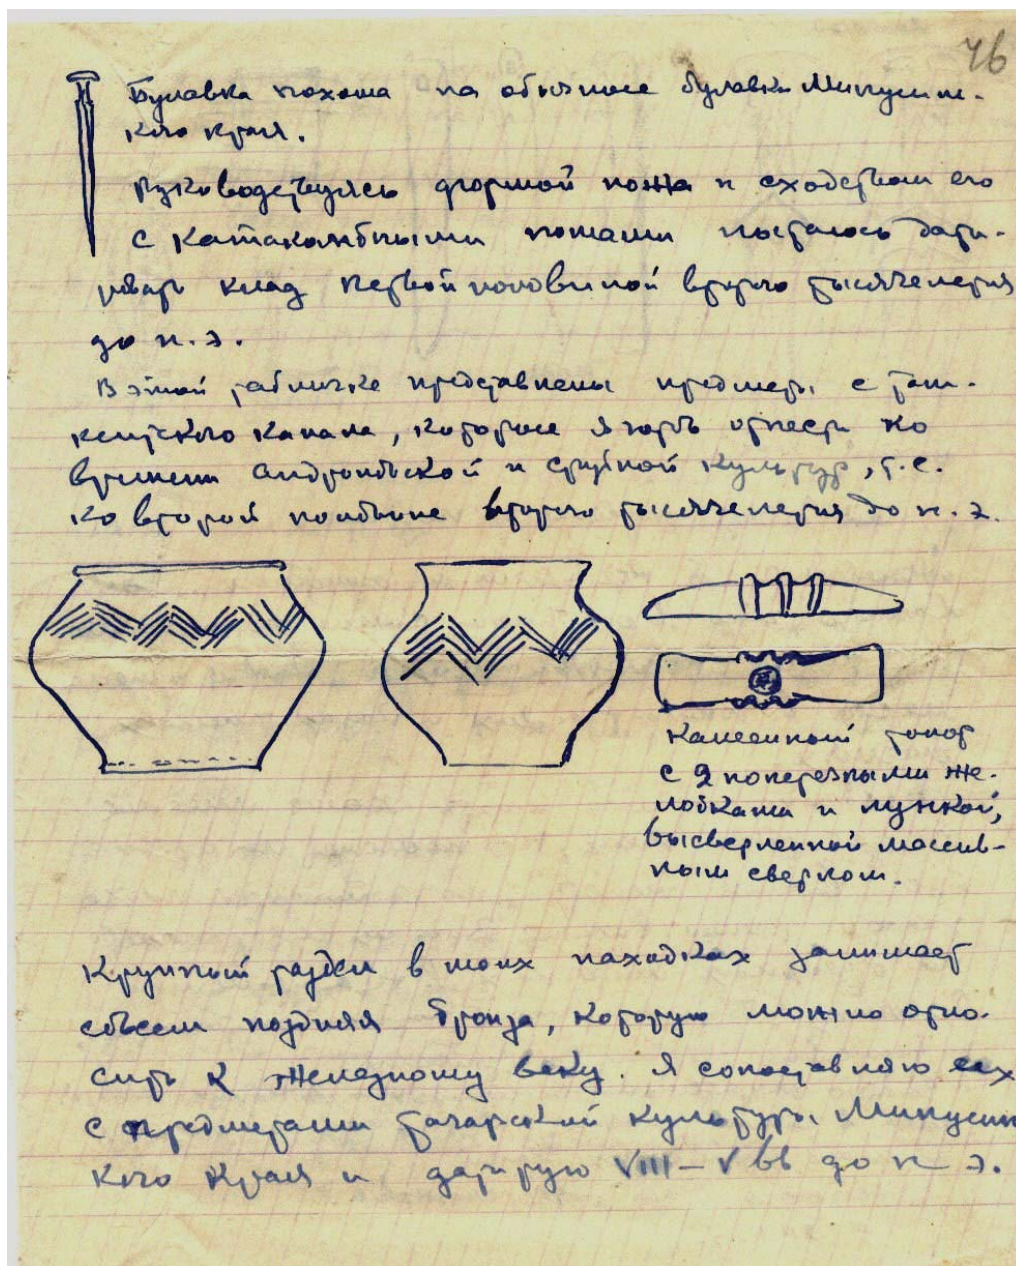 46
Булавка похожа на обычные булавки Минусин-
ского края.
Руководствуясь формой ножа и сходством его
с катакомбными ножами пытаюсь дати-
ровать клад первой половиной второго тысячелетия
до н.э.
В этой табличке представлены предметы с Таш-
кентского канала, которые я готов отнести ко
времени андроновской и срубной культур, т.е.
ко второй половине второго тысячелетия до н.э.
Каменный топор
с 2 поперечными же-
лобками и лункой,
высверленной массив-
ным сверлом.
Крупный раздел в моих находках занимает
совсем поздняя бронза, которую можно отно-
сить к железному веку. Я сопоставляю
с предметами тагарской культуры Минусин
ского края и датирую VIII–V вв до н э.